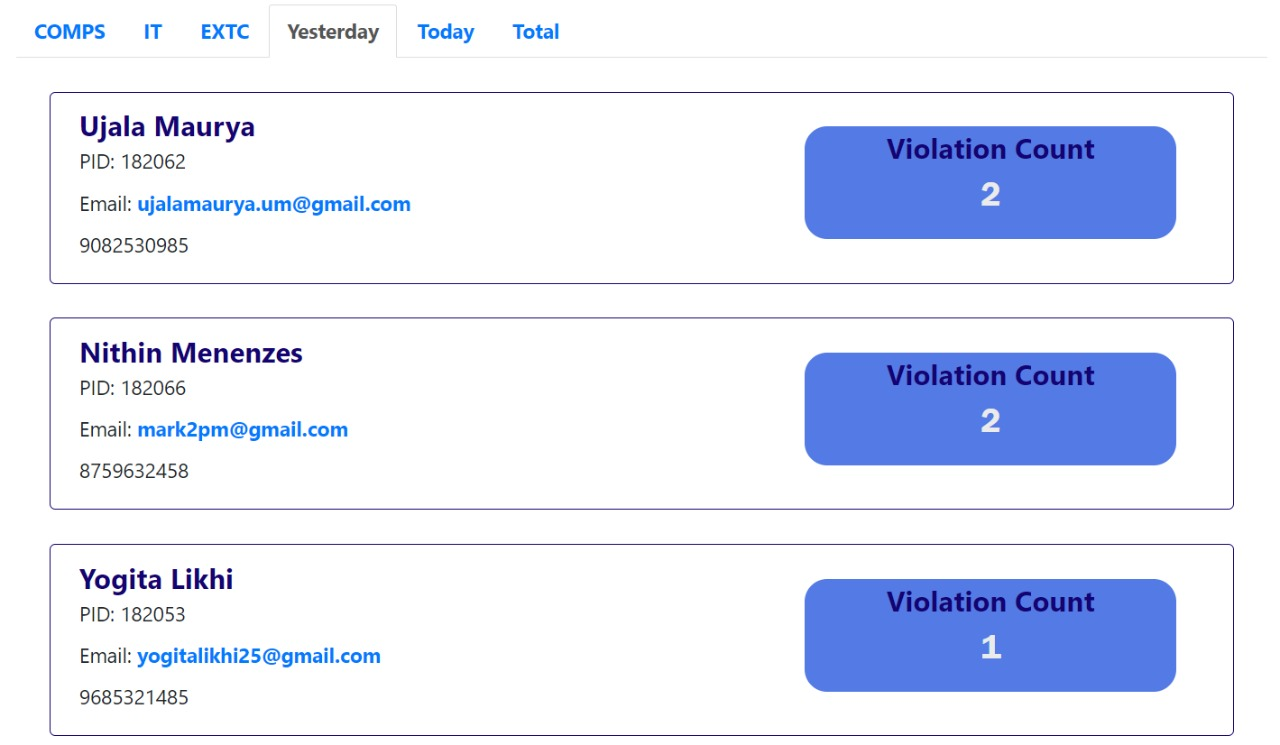 COMPS IT EXTC Yesterday Today Total
Ujala Maurya
PID: 182062
Email: ujalamaurya.um@gmail.com
9082530985
Violation Count
2
Nithin Menenzes
PID: 182066
Email: mark2pm@gmail.com
8759632458
Violation Count
2
Yogita Likhi
PID: 182053
Email: yogitalikhi25@gmail.com
9685321485
Violation Count
1